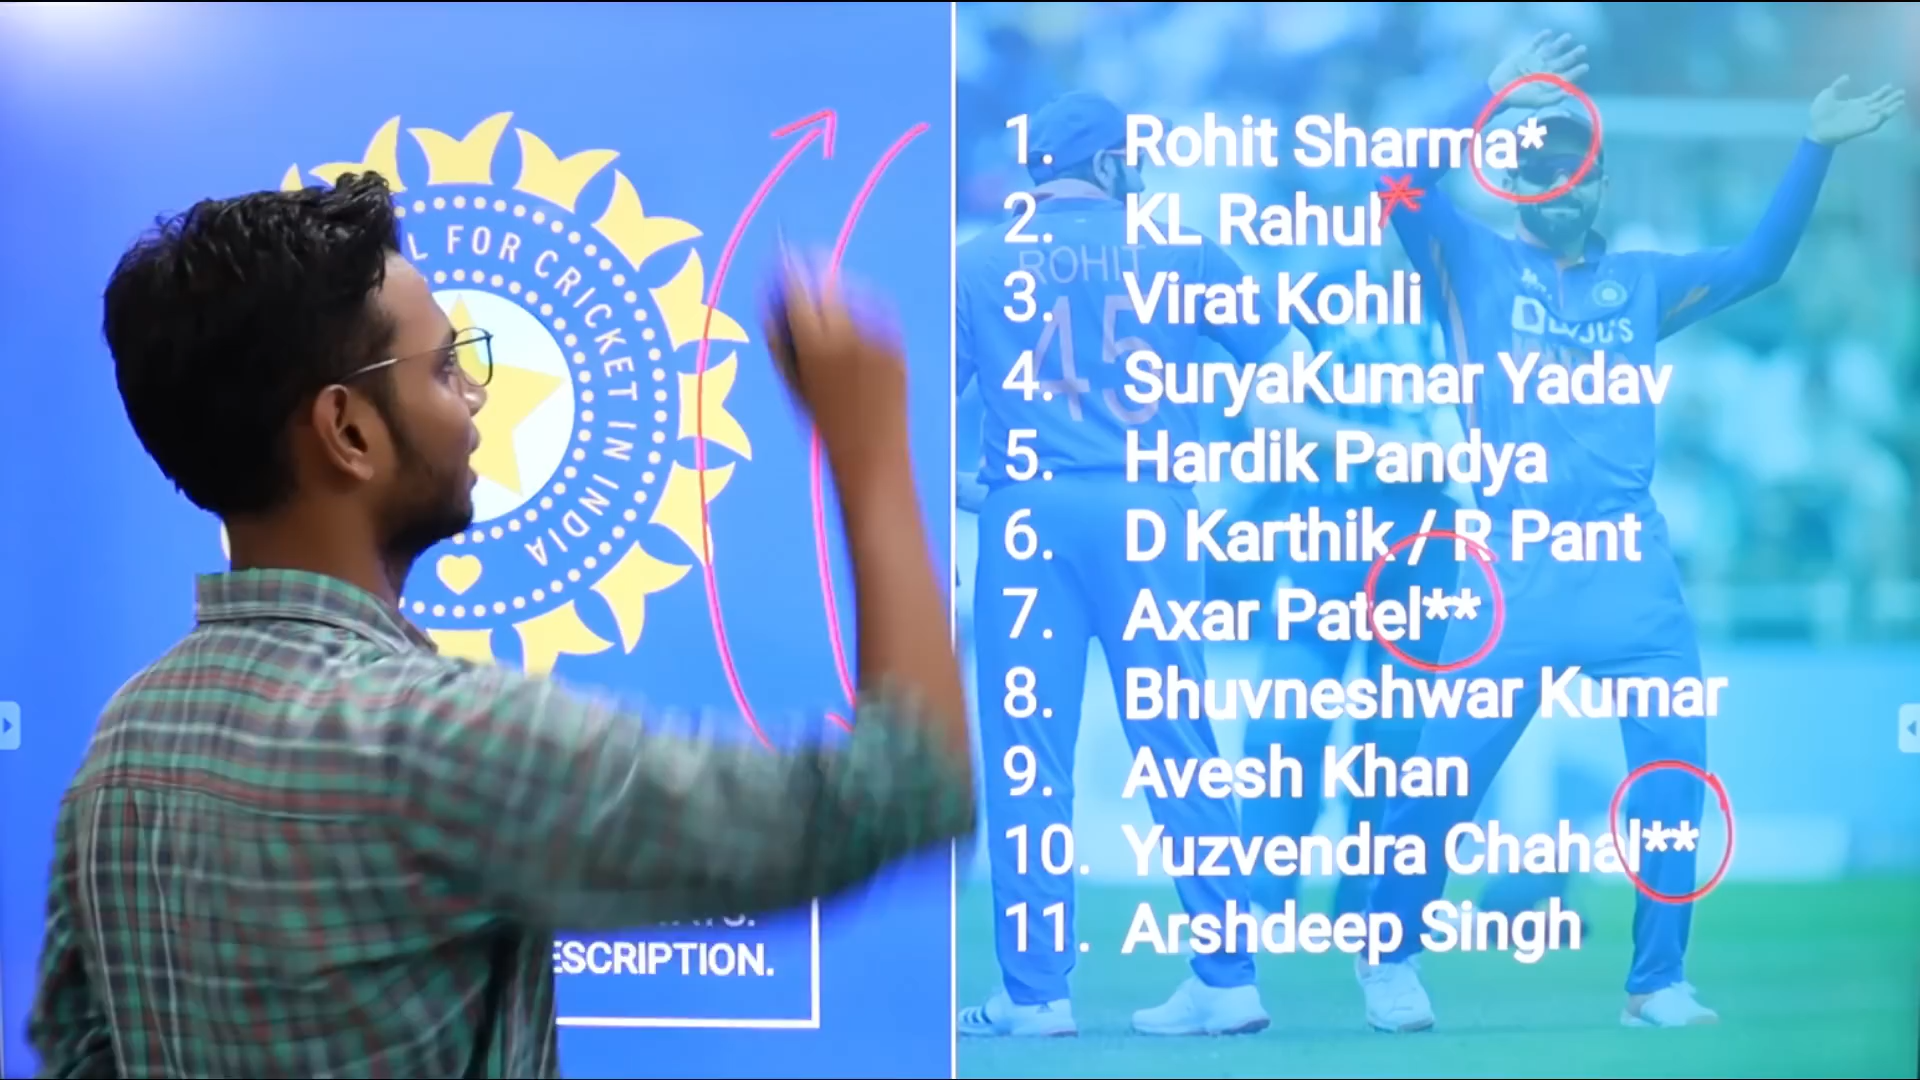 L FOR CRICKET IN INDIA
ESCRIPTION.
1. Rohit Sharma*
2. KL Rahul*
3. Virat Kohli
4. SuryaKumar Yadav
5. Hardik Pandya
6. D Karthik / R Pant
7. Axar Patel**
8. Bhuvneshwar Kumar
9. Avesh Khan
10. Yuzvendra Chahal**
11. Arshdeep Singh
ROHIT
45